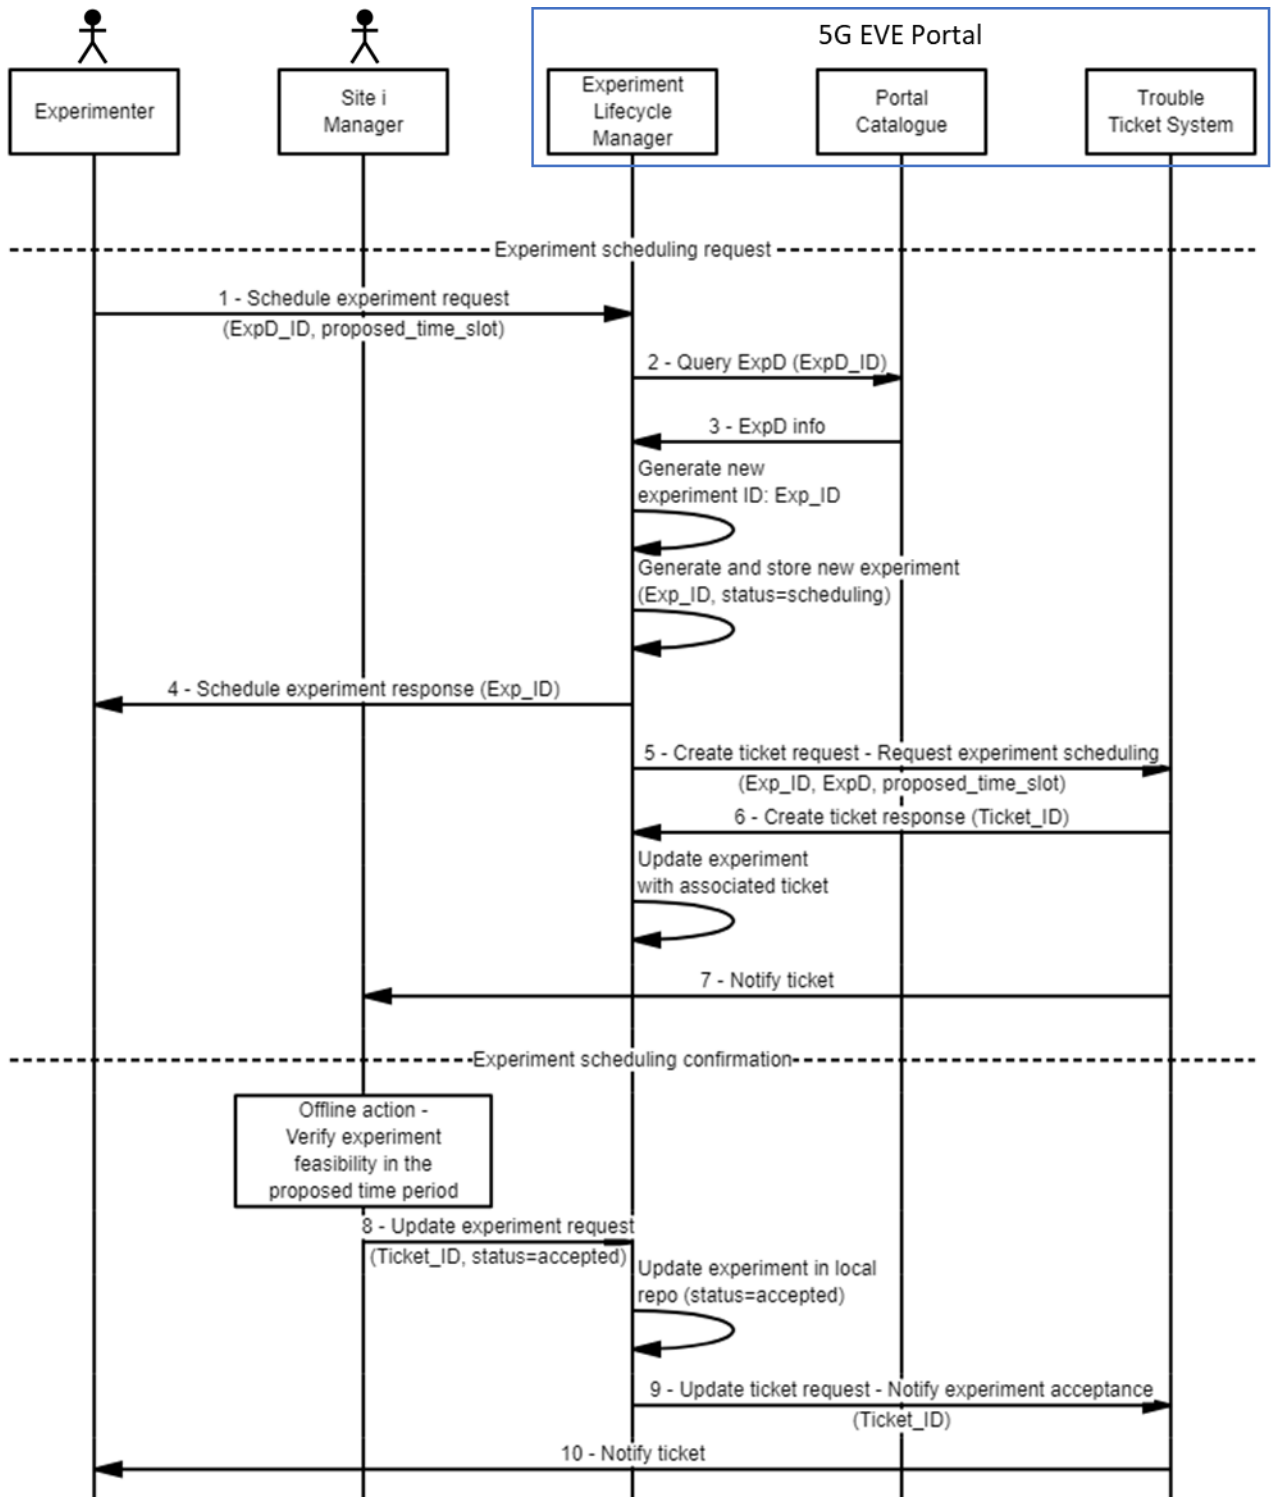 5G EVE Portal
Experimenter
Site i
Manager
Experiment
Lifecycle
Manager
Portal
Catalogue
Trouble
Ticket System
Experiment scheduling request
1 - Schedule experiment request
(ExpD_ID, proposed_time_slot)
2 - Query ExpD (ExpD_ID)
3 - ExpD info
Generate new
experiment ID: Exp_ID
Generate and store new experiment
(Exp_ID, status=scheduling)
4 - Schedule experiment response (Exp_ID)
5 - Create ticket request - Request experiment scheduling
(Exp_ID, ExpD, proposed_time_slot)
6 - Create ticket response (Ticket_ID)
Update experiment
with associated ticket
7 - Notify ticket
Experiment scheduling confirmation
Offline action -
Verify experiment
feasibility in the
proposed time period
8 - Update experiment request
(Ticket_ID, status=accepted)
Update experiment in local
repo (status=accepted)
9 - Update ticket request - Notify experiment acceptance
(Ticket_ID)
10 - Notify ticket